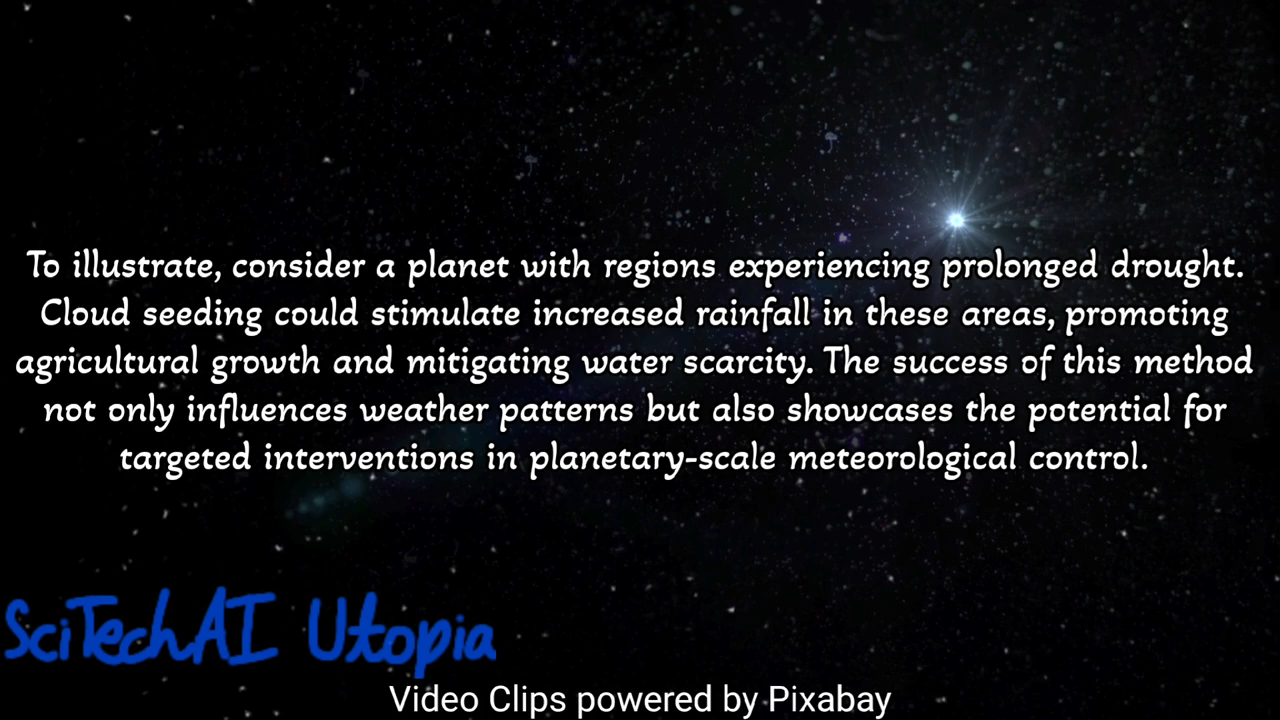 To illustrate, consider a planet with regions experiencing prolonged drought.
Cloud seeding could stimulate increased rainfall in these areas, promoting
agricultural growth and mitigating water scarcity. The success of this method
not only influences weather patterns but also showcases the potential for
targeted interventions in planetary-scale meteorological control.
SciTechAI Utopia
Video Clips powered by Pixabay